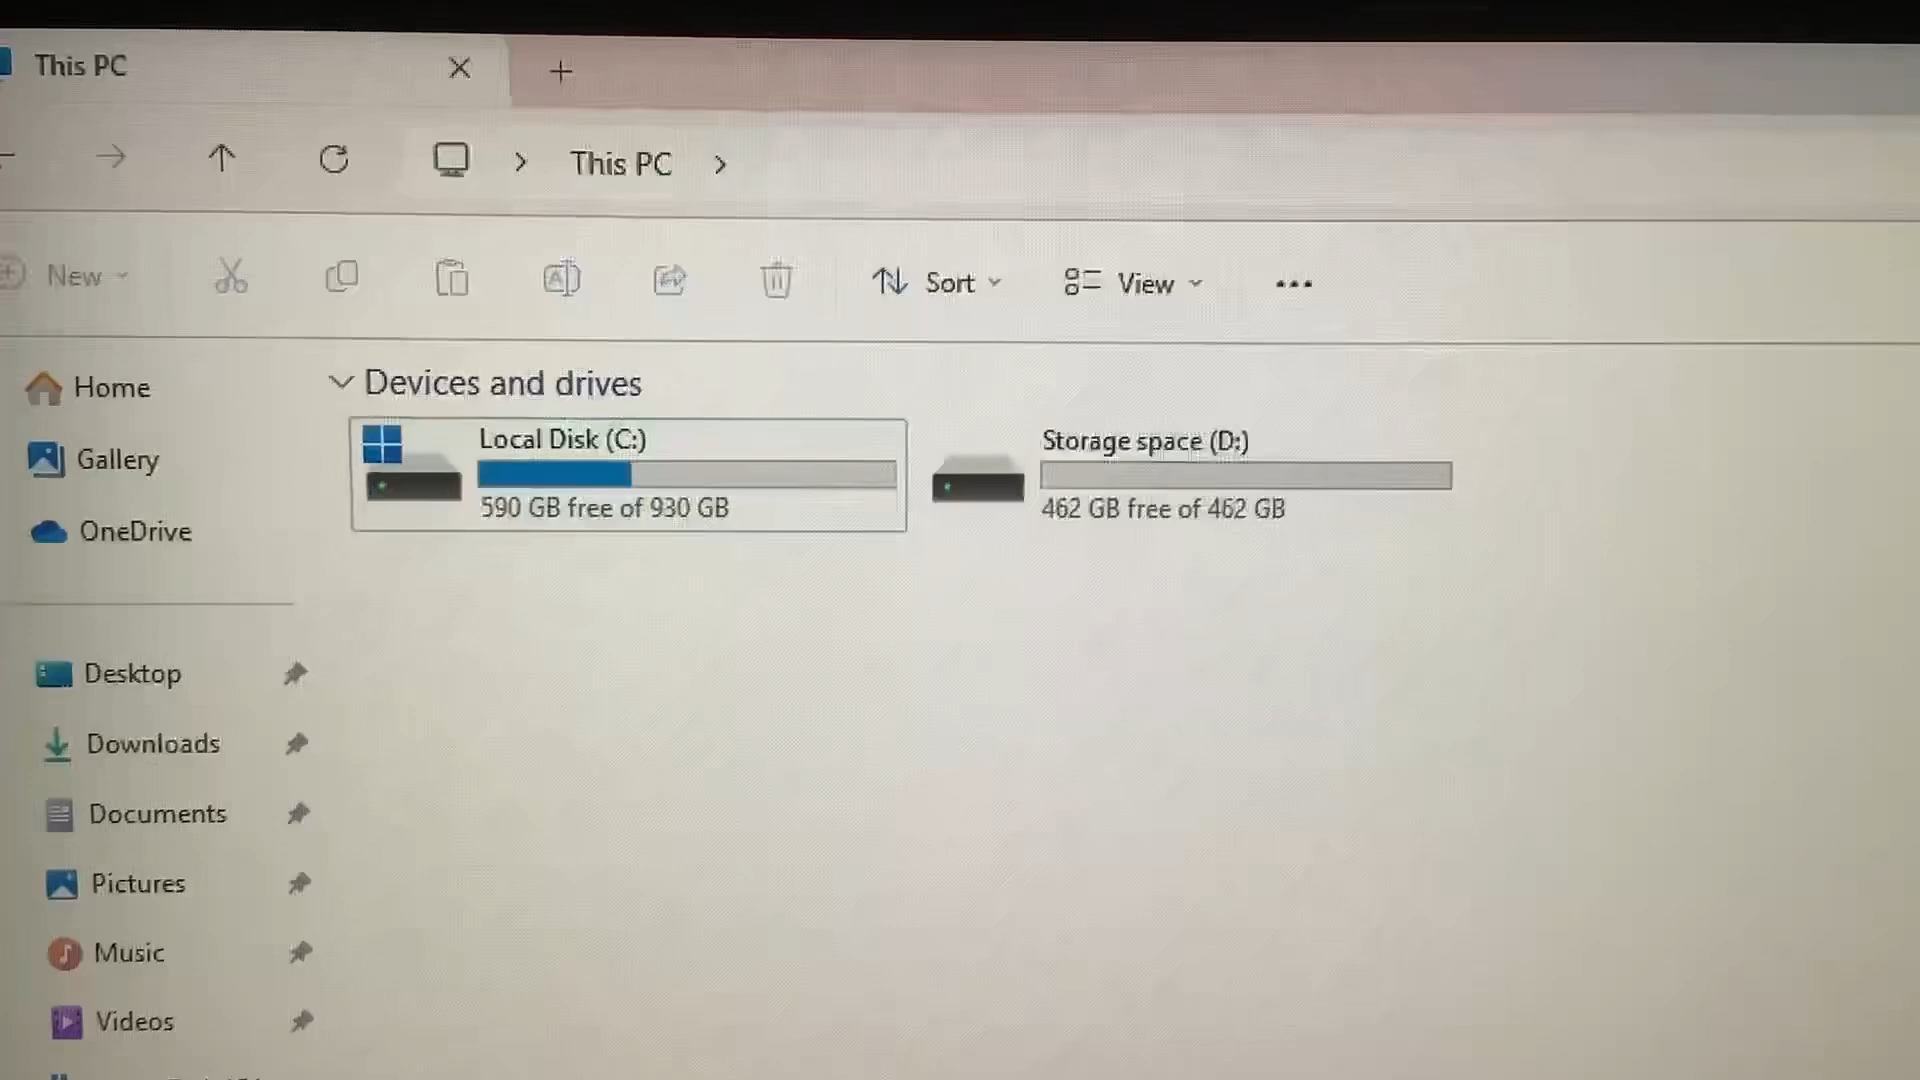 This PC
This PC
New
Sort
View
Home
Gallery
OneDrive
Desktop
Downloads
Documents
Pictures
Music
Videos
Devices and drives
Local Disk (C:)
590 GB free of 930 GB
Storage space (D:)
462 GB free of 462 GB